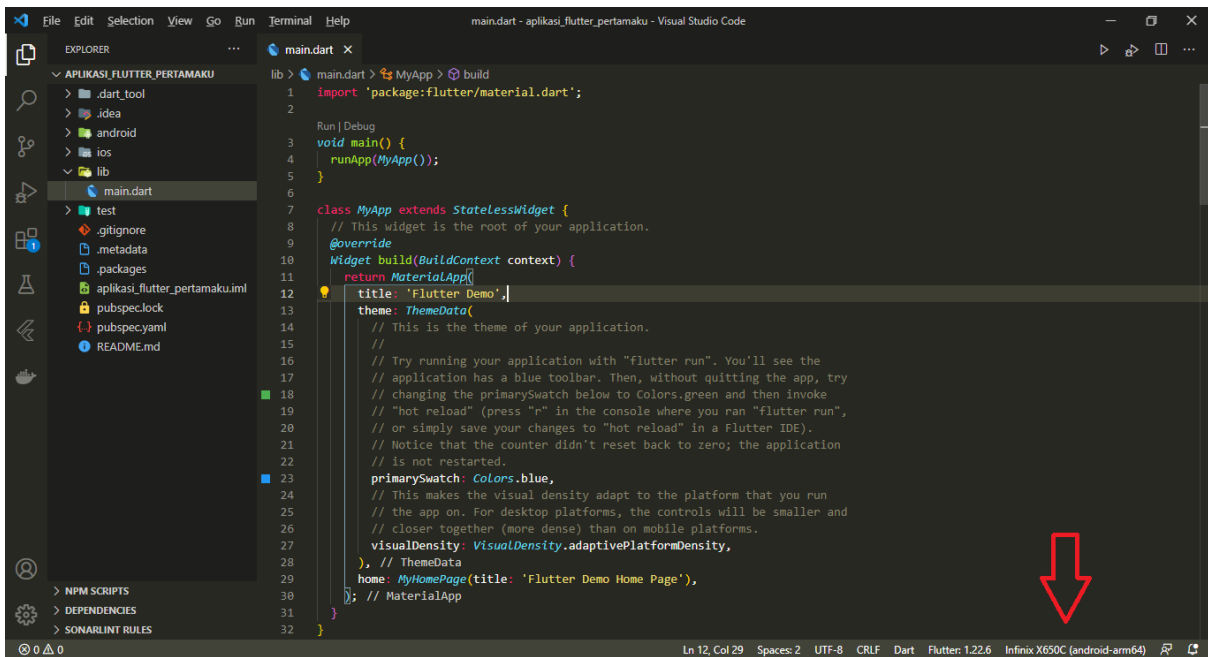 File Edit Selection View Go Run Terminal Help
main.dart - aplikasi_flutter_pertamaku - Visual Studio Code
EXPLORER
APLIKASI_FLUTTER_PERTAMAKU
.dart_tool
.idea
android
ios
lib
main.dart
test
.gitignore
.metadata
.packages
aplikasi_flutter_pertamaku.iml
pubspec.lock
pubspec.yaml
README.md
NPM SCRIPTS
DEPENDENCIES
SONARLINT RULES
1
main.dart
lib > main.dart > MyApp > build
1 import 'package:flutter/material.dart';
2
Run | Debug
3 void main() {
4 runApp(MyApp());
5 }
6
7 class MyApp extends StatelessWidget {
8 // This widget is the root of your application.
9 @override
10 Widget build(BuildContext context) {
11 return MaterialApp(
12 title: 'Flutter Demo',
13 theme: ThemeData(
14 // This is the theme of your application.
15 //
16 // Try running your application with "flutter run". You'll see the
17 // application has a blue toolbar. Then, without quitting the app, try
18 // changing the primarySwatch below to Colors.green and then invoke
19 // "hot reload" (press "r" in the console where you ran "flutter run",
20 // or simply save your changes to "hot reload" in a Flutter IDE).
21 // Notice that the counter didn't reset back to zero; the application
22 // is not restarted.
23 primarySwatch: Colors.blue,
24 // This makes the visual density adapt to the platform that you run
25 // the app on. For desktop platforms, the controls will be smaller and
26 // closer together (more dense) than on mobile platforms.
27 visualDensity: VisualDensity.adaptivePlatformDensity,
28 ), // ThemeData
29 home: MyHomePage(title: 'Flutter Demo Home Page'),
30 ); // MaterialApp
31 }
32 }
0 0
Ln 12, Col 29 Spaces: 2 UTF-8 CRLF Dart Flutter: 1.22.6 Infinix X650C (android-arm64)